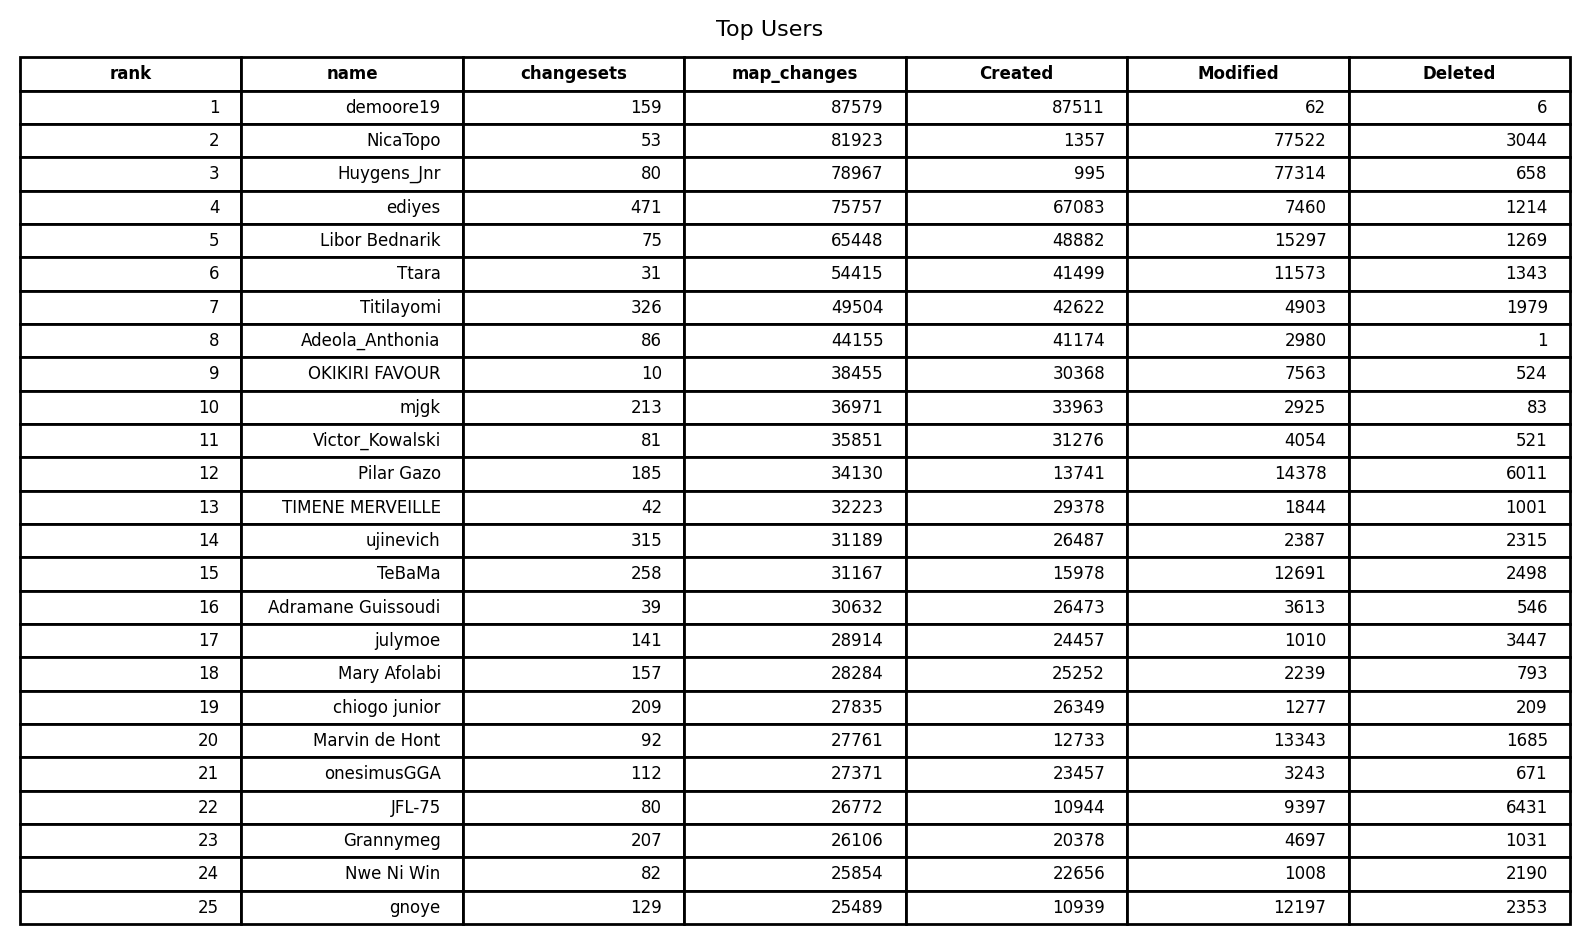 Top Users
rank name changesets map_changes Created Modified Deleted
1 demoore19 159 87579 87511 62 6
2 NicaTopo 53 81923 1357 77522 3044
3 Huygens_Jnr 80 78967 995 77314 658
4 ediyes 471 75757 67083 7460 1214
5 Libor Bednarik 75 65448 48882 15297 1269
6 Ttara 31 54415 41499 11573 1343
7 Titilayomi 326 49504 42622 4903 1979
8 Adeola_Anthonia 86 44155 41174 2980 1
9 OKIKIRI FAVOUR 10 38455 30368 7563 524
10 mjgk 213 36971 33963 2925 83
11 Victor_Kowalski 81 35851 31276 4054 521
12 Pilar Gazo 185 34130 13741 14378 6011
13 TIMENE MERVEILLE 42 32223 29378 1844 1001
14 ujinevich 315 31189 26487 2387 2315
15 TeBaMa 258 31167 15978 12691 2498
16 Adramane Guissoudi 39 30632 26473 3613 546
17 julymoe 141 28914 24457 1010 3447
18 Mary Afolabi 157 28284 25252 2239 793
19 chiogo junior 209 27835 26349 1277 209
20 Marvin de Hont 92 27761 12733 13343 1685
21 onesimusGGA 112 27371 23457 3243 671
22 JFL-75 80 26772 10944 9397 6431
23 Grannymeg 207 26106 20378 4697 1031
24 Nwe Ni Win 82 25854 22656 1008 2190
25 gnoye 129 25489 10939 12197 2353